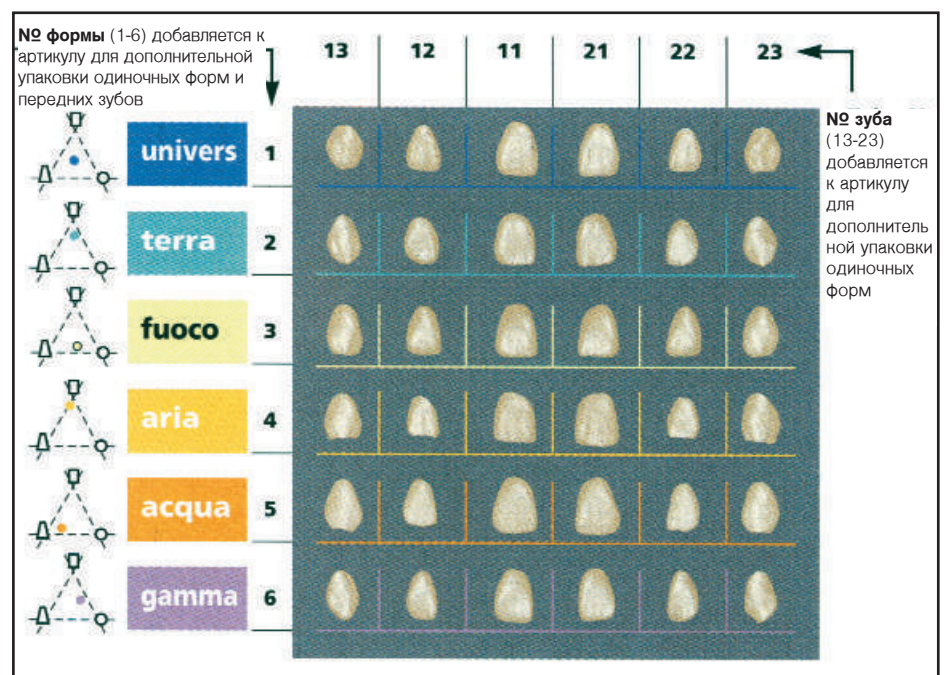 № формы (1-6) добавляется к
артикулу для дополнительной
упаковки одиночных форм и
передних зубов
13 12 11 21 22 23
№ зуба
(13-23)
добавляется
к артикулу
для
дополнитель
ной упаковки
одиночных
форм
univers 1
terra 2
fuoco 3
aria 4
acqua 5
gamma 6